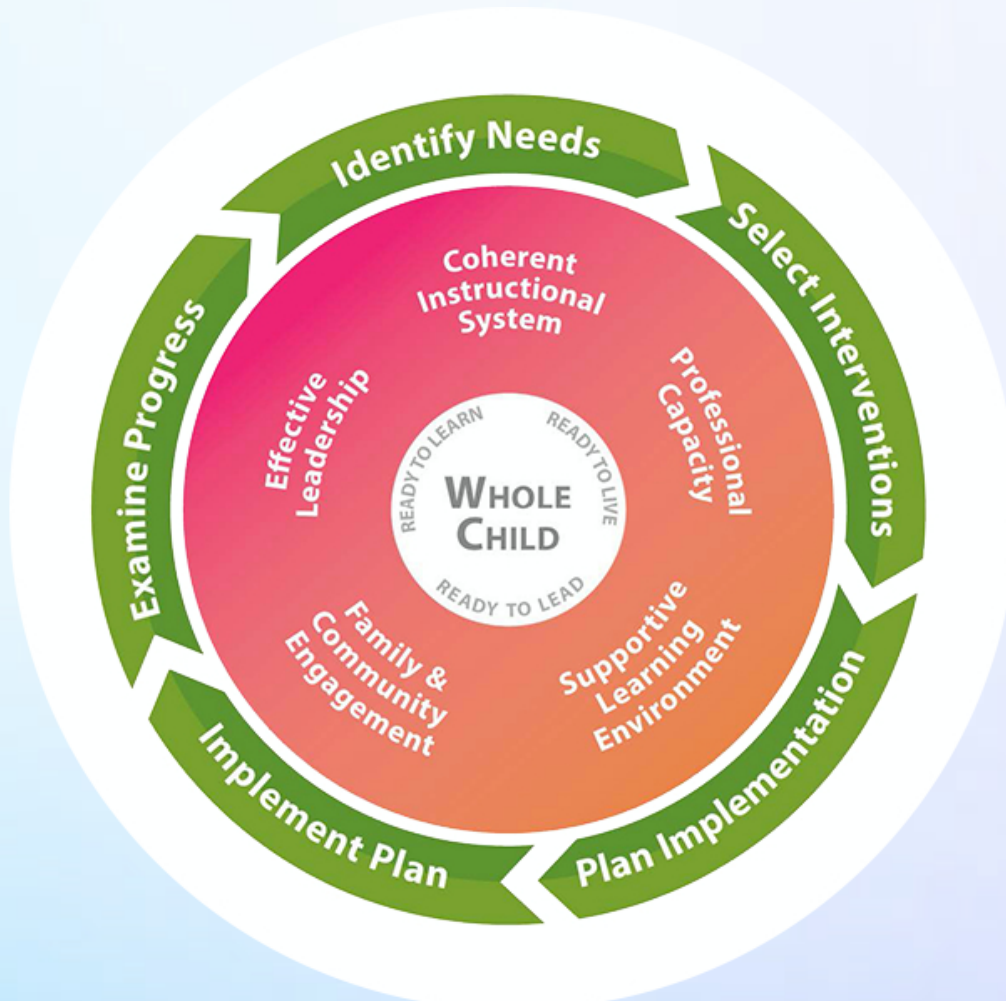 Identify Needs
Select Interventions
Plan Implementation
Implement Plan
Examine Progress
Coherent
Instructional
System
Professional
Capacity
Supportive
Learning
Environment
Family &
Community
Engagement
Effective
Leadership
READY TO LEARN
READY TO LIVE
WHOLE
CHILD
READY TO LEAD